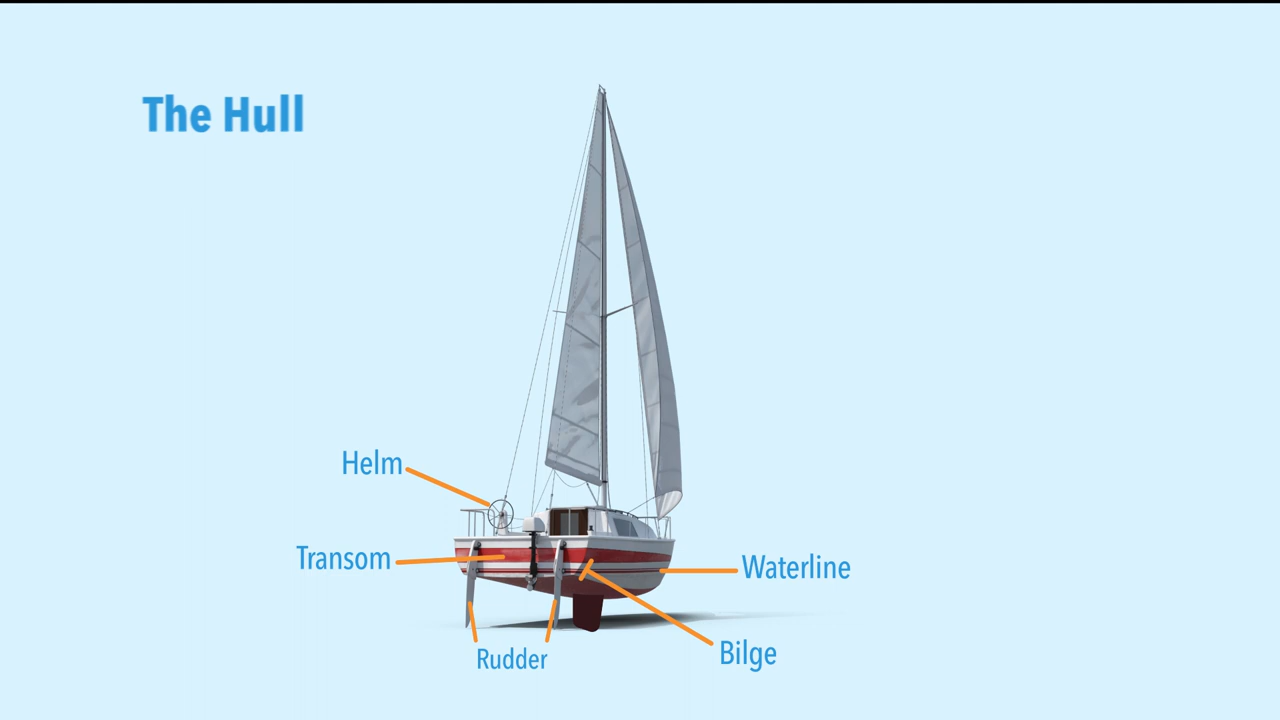 The Hull
Helm
Transom
Waterline
Rudder
Bilge